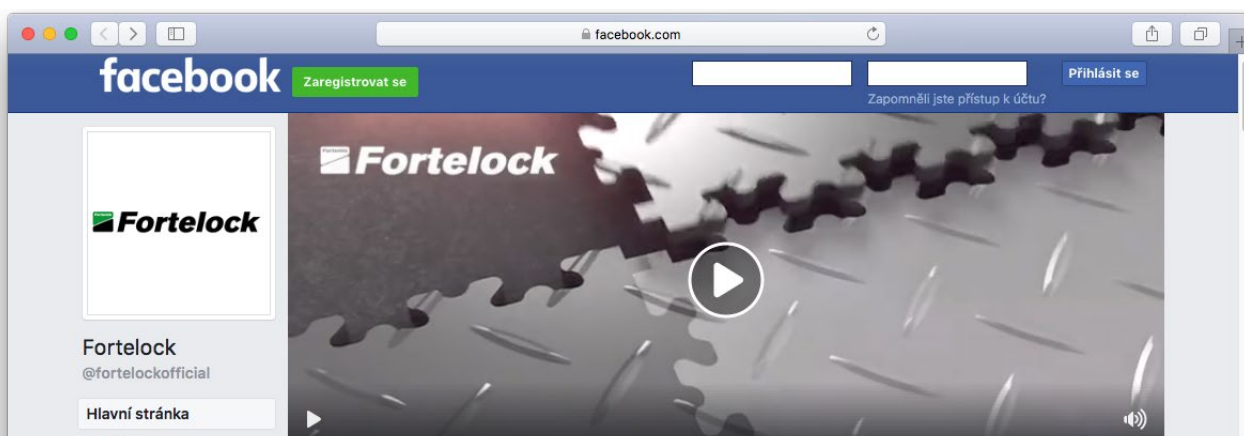 facebook.com
facebook
Zaregistrovat se
Přihlásit se
Zapomněli jste přístup k účtu?
Fortelock
Fortelock
Fortelock
@fortelockofficial
Hlavní stránka